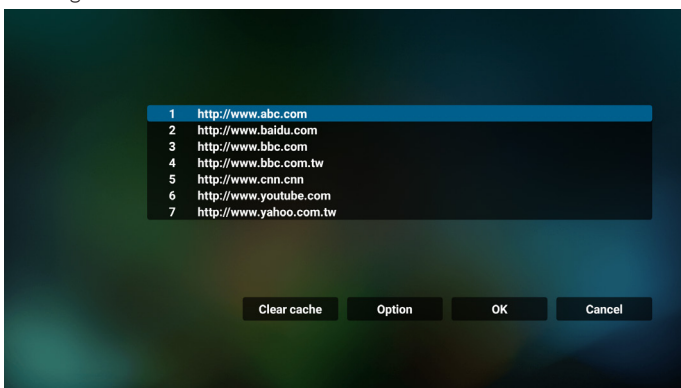 1 http://www.abc.com
2 http://www.baidu.com
3 http://www.bbc.com
4 http://www.bbc.com.tw
5 http://www.cnn.cnn
6 http://www.youtube.com
7 http://www.yahoo.com.tw
Clear cache Option OK Cancel